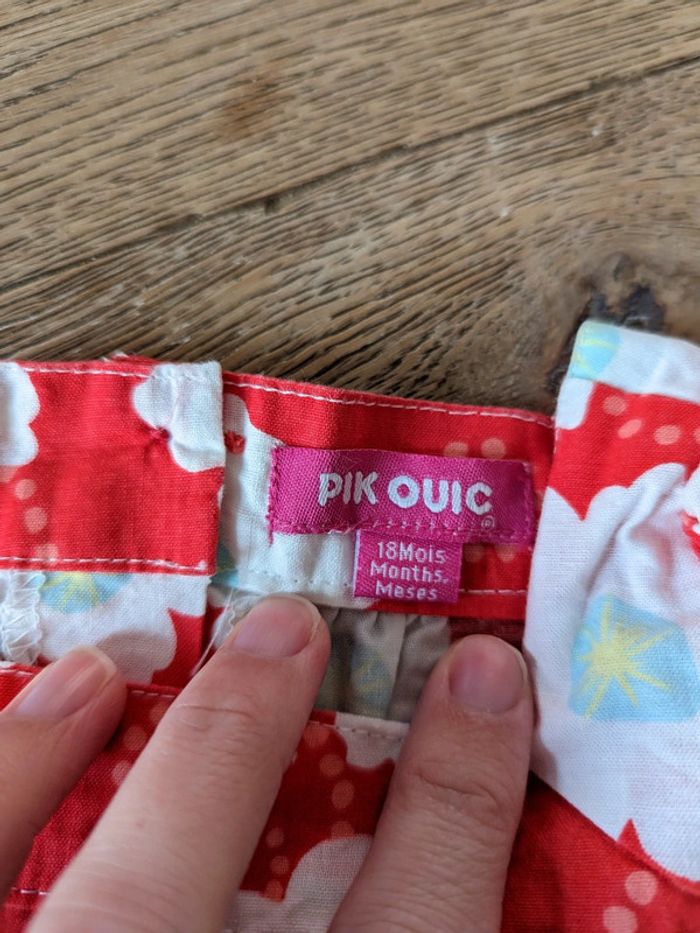 PIK OUIC
®
18Mois
Months.
Meses